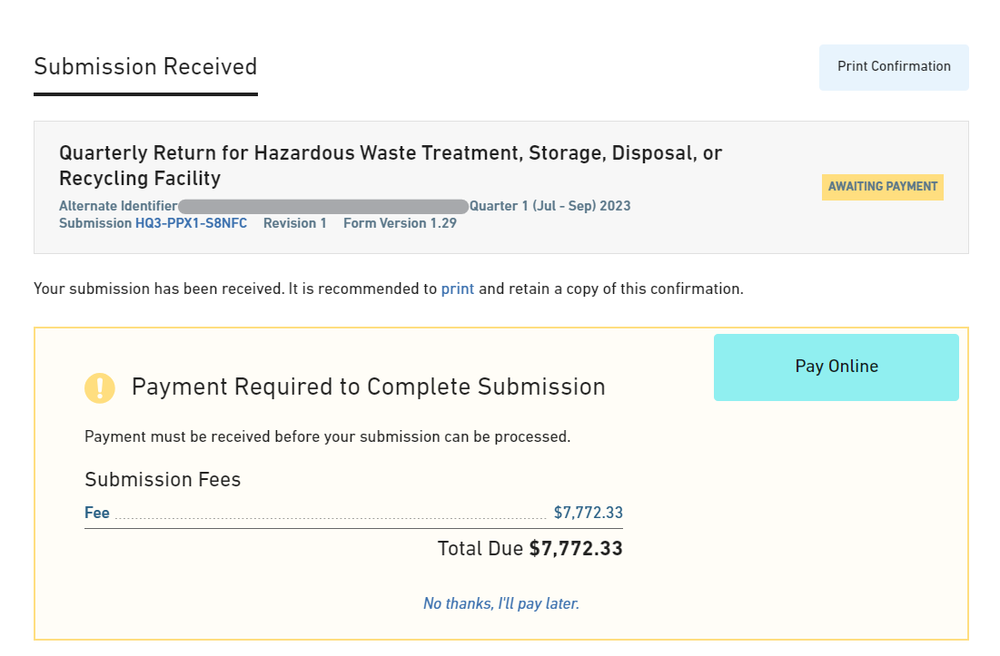 Submission Received
Print Confirmation
Quarterly Return for Hazardous Waste Treatment, Storage, Disposal, or
Recycling Facility
AWAITING PAYMENT
Alternate Identifier Quarter 1 (Jul - Sep) 2023
Submission HQ3-PPX1-S8NFC Revision 1 Form Version 1.29
Your submission has been received. It is recommended to print and retain a copy of this confirmation.
Pay Online
Payment Required to Complete Submission
Payment must be received before your submission can be processed.
Submission Fees
Fee $7,772.33
Total Due $7,772.33
No thanks, I'll pay later.